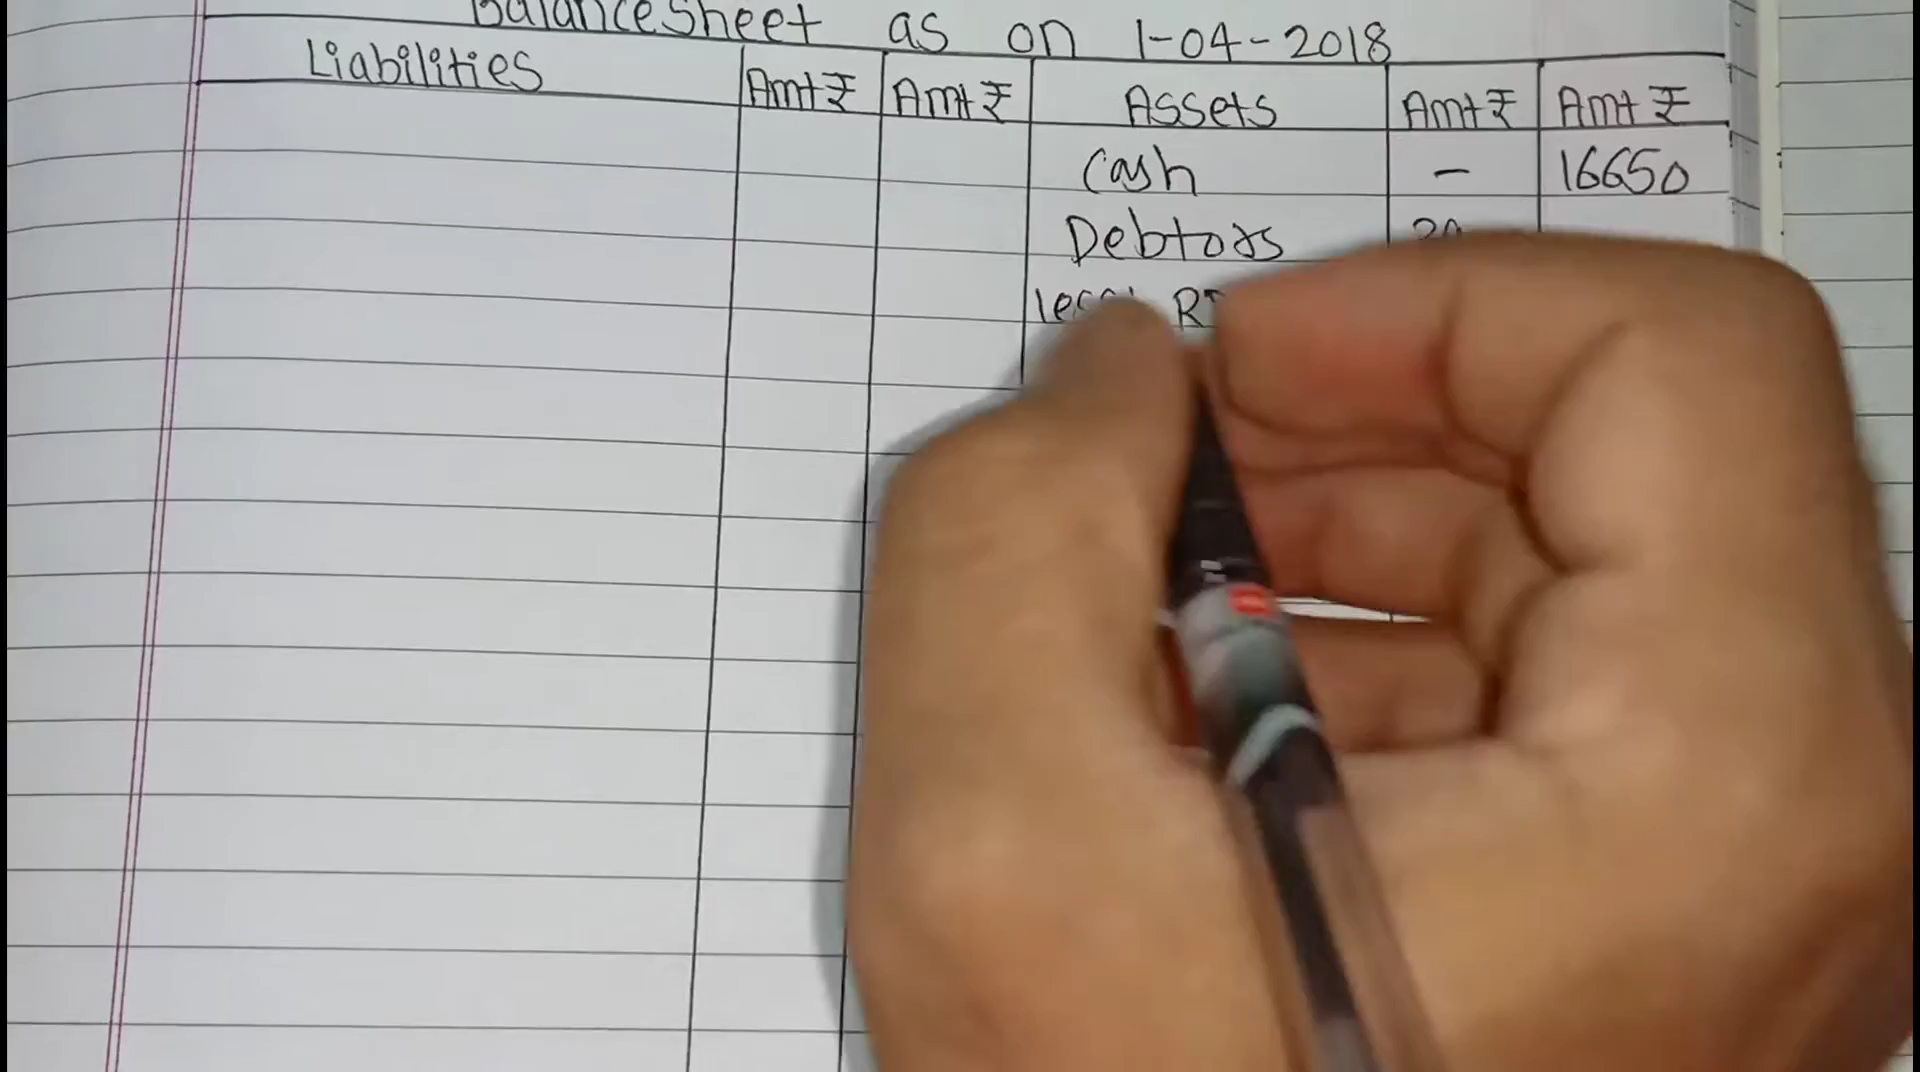 BalanceSheet as on 1-04-2018
Liabilities Amt ₹ Amt ₹ Assets Amt ₹ Amt ₹
Cash - 16650
Debtors